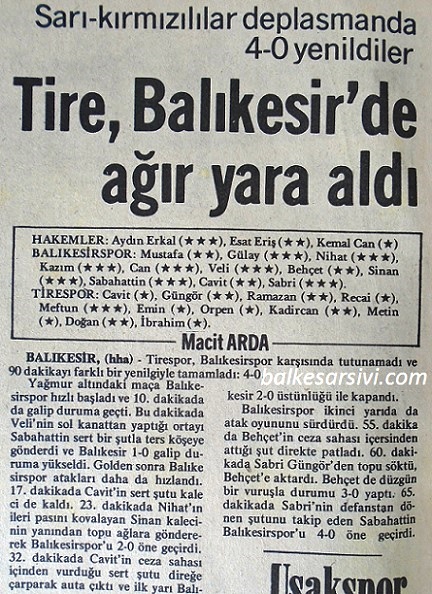 Sarı-kırmızılılar deplasmanda
4-0 yenildiler
Tire, Balıkesir'de
ağır yara aldı
HAKEMLER: Aydın Erkal (★★★), Esat Eriş (★★), Kemal Can (★)
BALIKESİRSPOR: Mustafa (★★), Gülay (★★★), Nihat (★★★),
Kazım (★★★), Can (★★★), Veli (★★★), Behçet (★★), Sinan
(★★★), Sabahattin (★★★), Cavit (★★), Sabri (★★★).
TİRESPOR: Cavit (★), Güngör (★★), Ramazan (★★), Recai (★),
Meftun (★★★), Emin (★), Orpen (★), Kadircan (★★), Metin
(★), Doğan (★★), İbrahim (★).
Macit ARDA
BALIKESİR, (hha) - Tirespor, Balıkesirspor karşısında tutunamadı ve
90 dakikayı farklı bir yenilgiyle tamamladı: 4-0
Yağmur altındaki maça Balıke-
sirspor hızlı başladı ve 10. dakikada
da galip duruma geçti. Bu dakikada
Veli'nin sol kanattan yaptığı ortayı
Sabahattin sert bir şutla ters köşeye
gönderdi ve Balıkesir 1-0 galip du-
ruma yükseldi. Golden sonra Balıke
sirspor atakları daha da hızlandı.
17. dakikada Cavit'in sert şutu kale
ci de kaldı. 23. dakikada Nihat'ın
ileri pasını kovalayan Sinan kaleci-
nin yanından topu ağlara göndere-
rek Balıkesirspor'u 2-0 öne geçirdi.
32. dakikada Cavit'in ceza sahası
içinden vurduğu sert şutu direğe
çarparak auta çıktı ve ilk yarı Balı-
balkesarsivi.com
kesir 2-0 üstünlüğü ile kapandı.
Balıkesirspor ikinci yarıda da
atak oyununu sürdürdü. 55. dakika
da Behçet'in ceza sahası içersinden
attığı şut direkte patladı. 60. daki-
kada Sabri Güngör'den topu söktü,
Behçet'e aktardı. Behçet de düzgün
bir vuruşla durumu 3-0 yaptı. 65.
dakikada Sabri'nin defanstan dö-
nen şutunu takip eden Sabahattin
Balıkesirspor'u 4-0 öne geçirdi.
Uşakspor